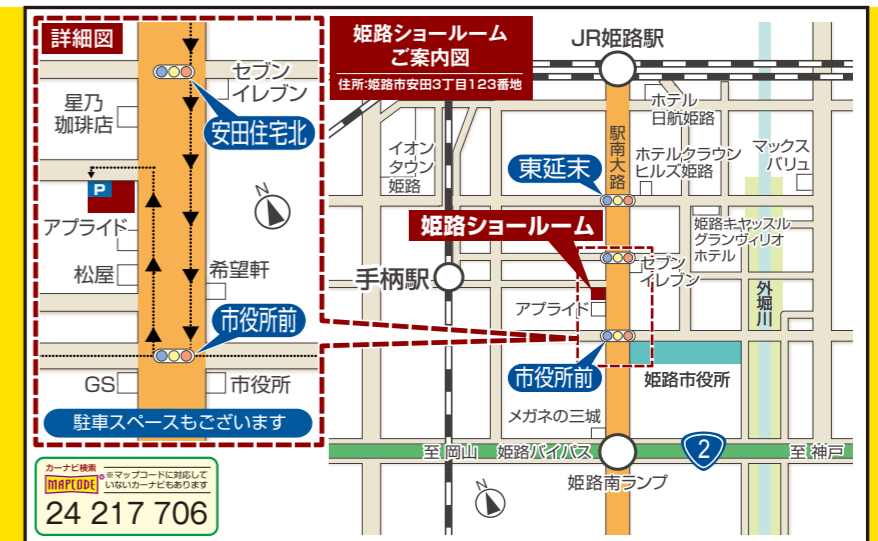 詳細図
セブン
イレブン
星乃
珈琲店
安田住宅北
N
P
アプライド
松屋
希望軒
市役所前
GS
市役所
駐車スペースもございます
カーナビ検索
MAPCODE
※マップコードに対応して
いないカーナビもあります
24 217 706
姫路ショールーム
ご案内図
住所:姫路市安田3丁目123番地
JR姫路駅
ホテル
日航姫路
駅南大路
イオン
タウン
姫路
東延末
ホテルクラウン
ヒルズ姫路
マックス
バリュ
姫路ショールーム
姫路キャッスル
グランヴィリオ
ホテル
手柄駅
セブン
イレブン
アプライド
外堀川
市役所前
姫路市役所
メガネの三城
至 岡山
姫路バイパス
2
至 神戸
姫路南ランプ
N